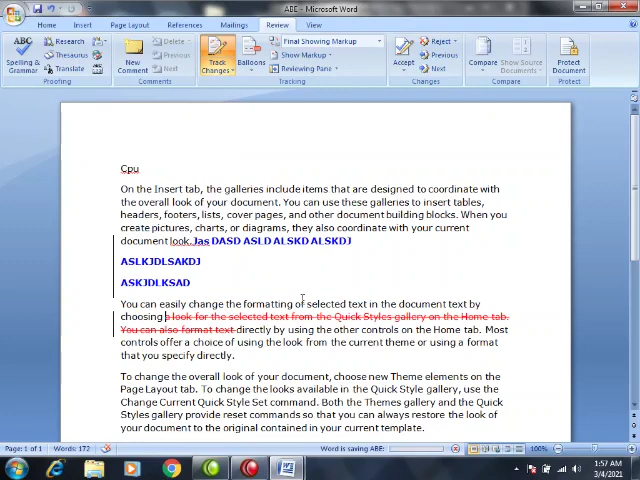 ABE - Microsoft Word
Home Insert Page Layout References Mailings Review View
Research Delete Final Showing Markup Reject
Thesaurus Previous Show Markup Previous
Spelling & Grammar Translate New Comment Next Track Changes Balloons Reviewing Pane Accept Next Compare Show Source Documents Protect Document
Proofing Comments Tracking Changes Compare Protect
Cpu
On the Insert tab, the galleries include items that are designed to coordinate with
the overall look of your document. You can use these galleries to insert tables,
headers, footers, lists, cover pages, and other document building blocks. When you
create pictures, charts, or diagrams, they also coordinate with your current
document look.Jas DASD ASLD ALSKD ALSKDJ
ASLKJDLSAKDJ
ASKJDLKSAD
You can easily change the formatting of selected text in the document text by
choosing a look for the selected text from the Quick Styles gallery on the Home tab.
You can also format text directly by using the other controls on the Home tab. Most
controls offer a choice of using the look from the current theme or using a format
that you specify directly.
To change the overall look of your document, choose new Theme elements on the
Page Layout tab. To change the looks available in the Quick Style gallery, use the
Change Current Quick Style Set command. Both the Themes gallery and the Quick
Styles gallery provide reset commands so that you can always restore the look of
your document to the original contained in your current template.
Page: 1 of 1 Words: 172 Word is saving ABE: 100%
1:57 AM
3/4/2021